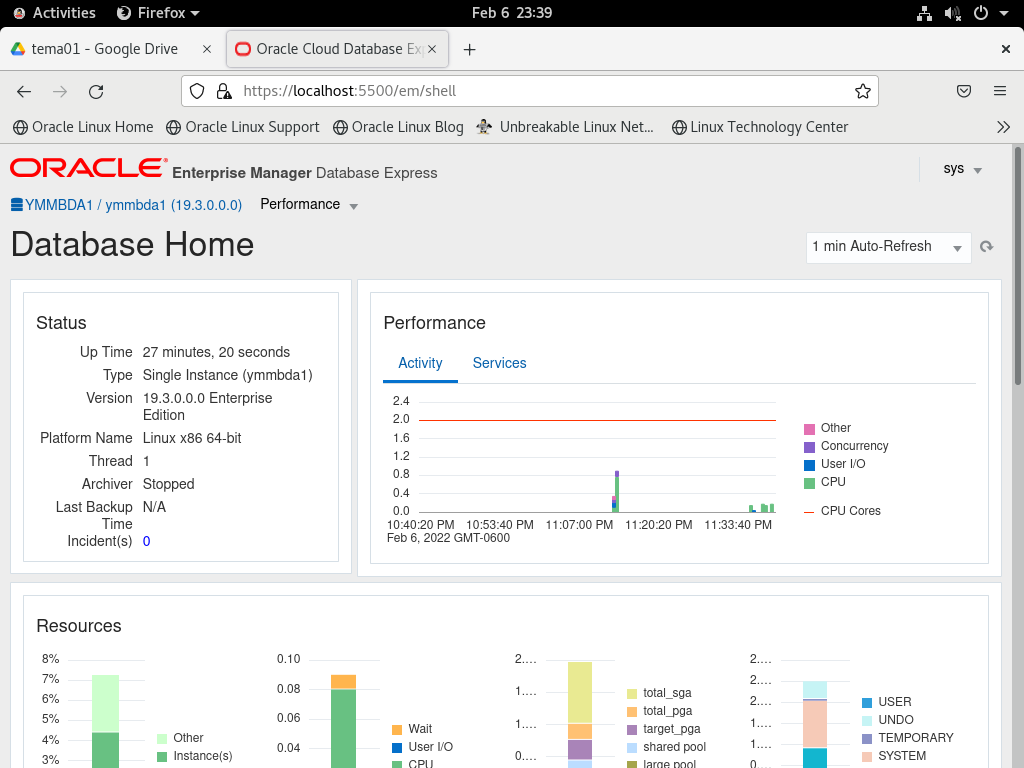 Activities Firefox Feb 6 23:39
tema01 - Google Drive Oracle Cloud Database Ex
https://localhost:5500/em/shell
Oracle Linux Home Oracle Linux Support Oracle Linux Blog Unbreakable Linux Net... Linux Technology Center
ORACLE Enterprise Manager Database Express sys
YMMBDA1 / ymmbda1 (19.3.0.0.0) Performance
Database Home
1 min Auto-Refresh
Status
Up Time 27 minutes, 20 seconds
Type Single Instance (ymmbda1)
Version 19.3.0.0.0 Enterprise
Edition
Platform Name Linux x86 64-bit
Thread 1
Archiver Stopped
Last Backup N/A
Time
Incident(s) 0
Performance
Activity Services
2.4
2.0
1.6
1.2
0.8
0.4
0.0
10:40:20 PM 10:53:40 PM 11:07:00 PM 11:20:20 PM 11:33:40 PM
Feb 6, 2022 GMT-0600
Other
Concurrency
User I/O
CPU
CPU Cores
Resources
8%
7%
6%
5%
4%
3%
Other
Instance(s)
0.10
0.08
0.06
0.04
Wait
User I/O
CPU
2....
1....
1....
0....
total_sga
total_pga
target_pga
shared pool
large pool
2....
2....
2....
1....
1....
0....
USER
UNDO
TEMPORARY
SYSTEM